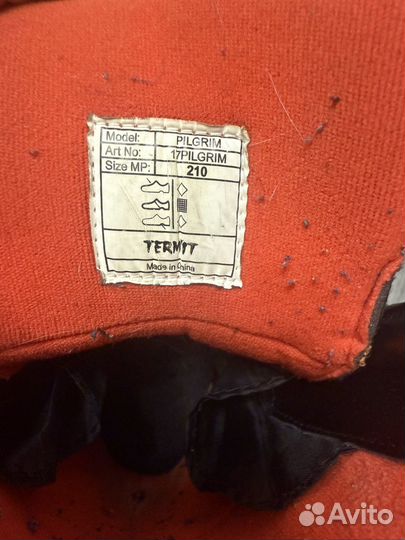 Model: PILGRIM
Art No: 17PILGRIM
Size MP: 210
TERMIT
Made in China
Avito